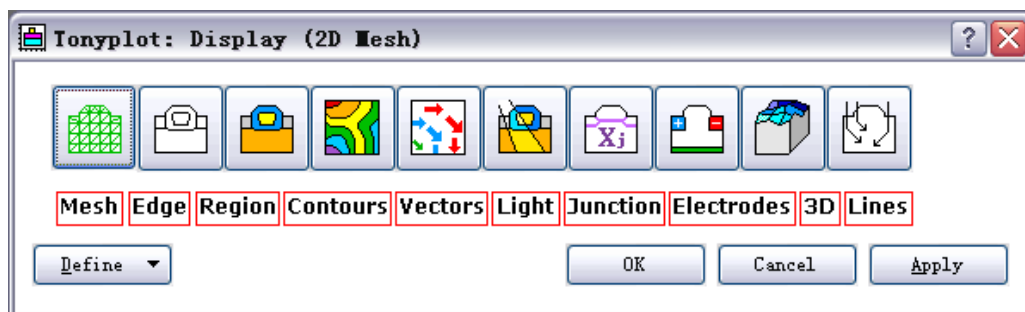 Tonyplot: Display (2D Mesh)
Xj
Mesh Edge Region Contours Vectors Light Junction Electrodes 3D Lines
Define OK Cancel Apply